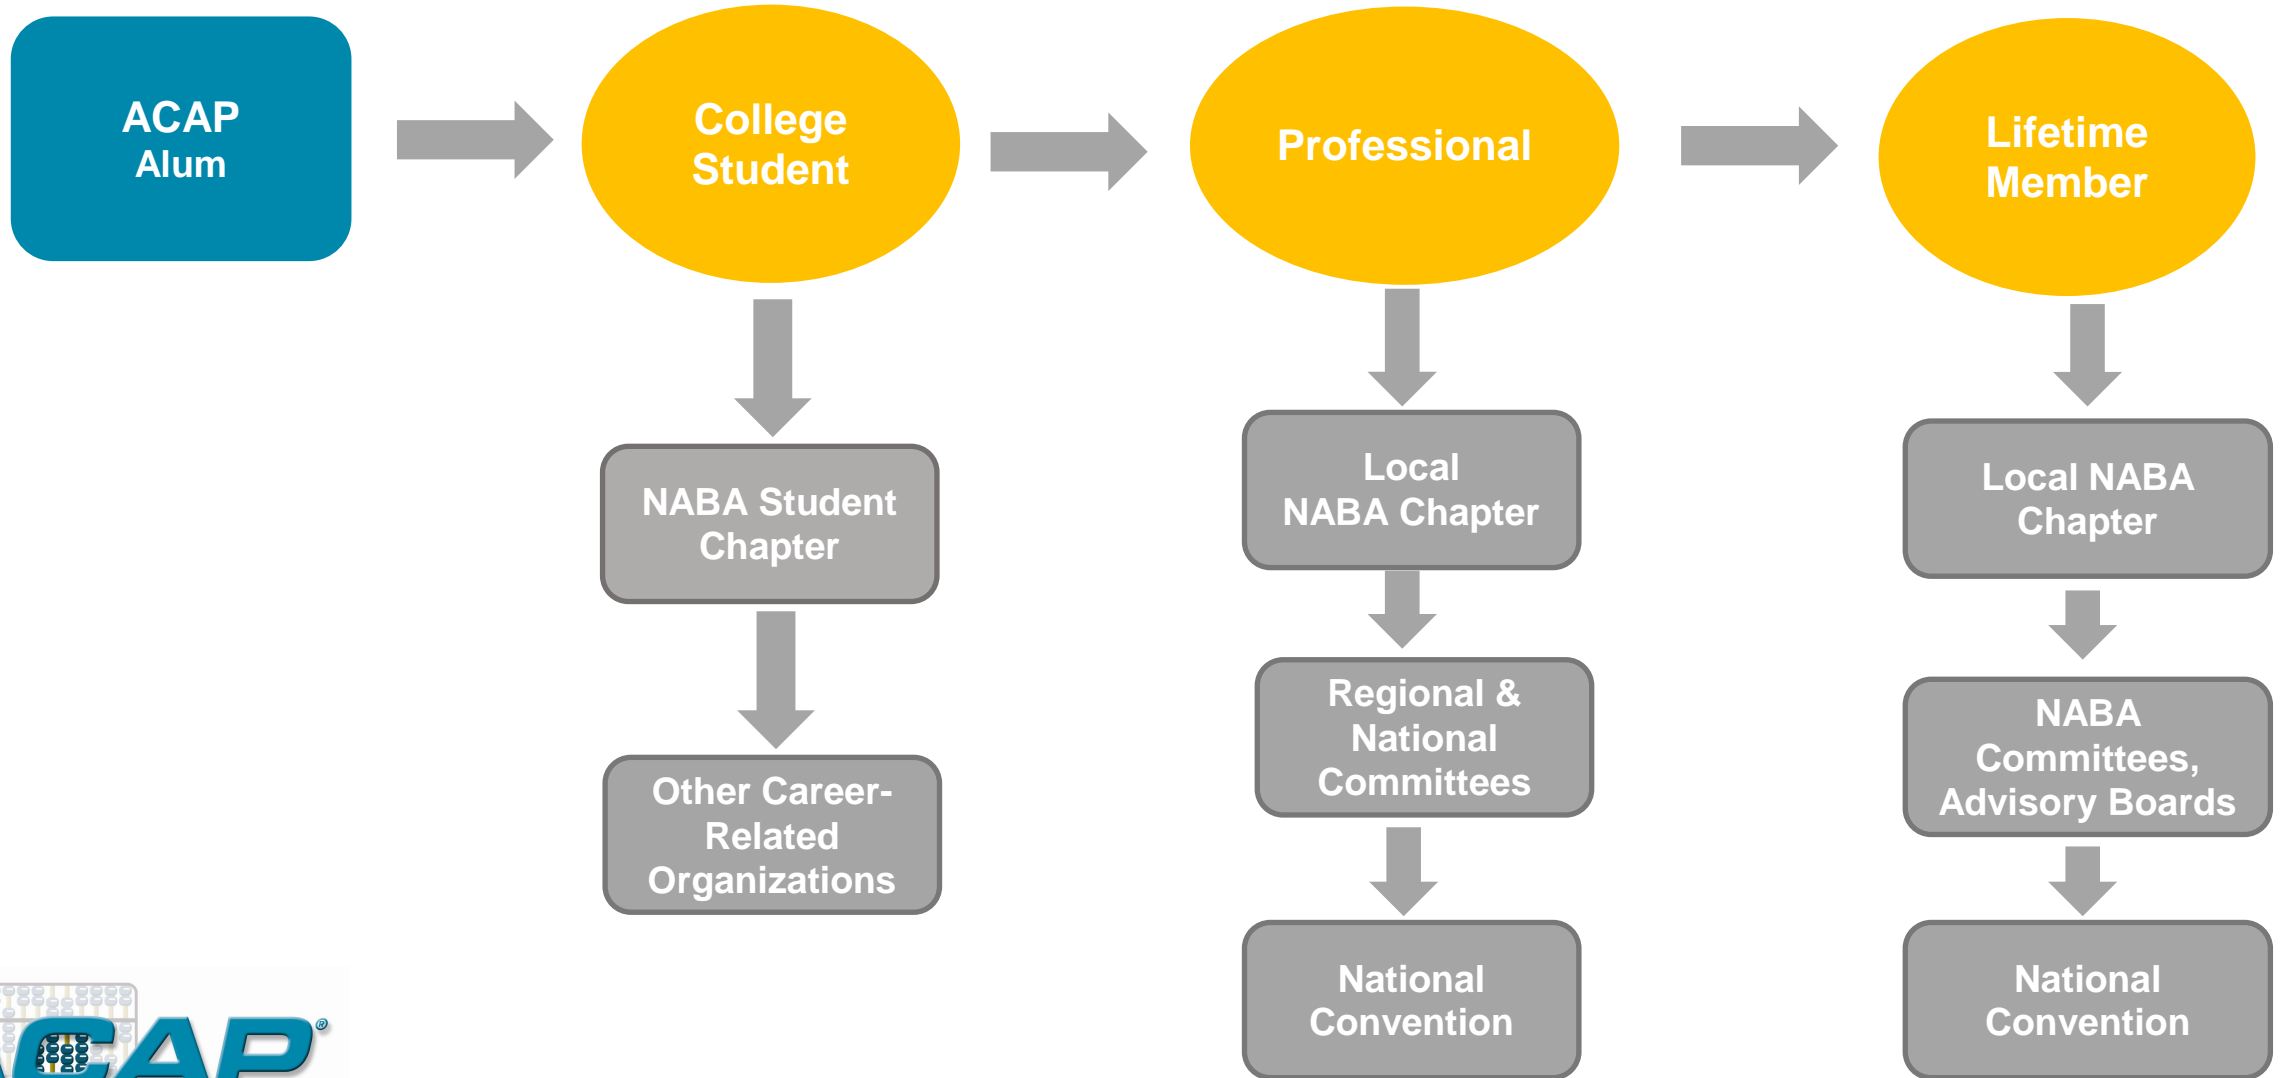 ACAP
Alum
College
Student
Professional
Lifetime
Member
NABA Student
Chapter
Other Career-
Related
Organizations
Local
NABA Chapter
Regional &
National
Committees
National
Convention
Local NABA
Chapter
NABA
Committees,
Advisory Boards
National
Convention
ACAP®